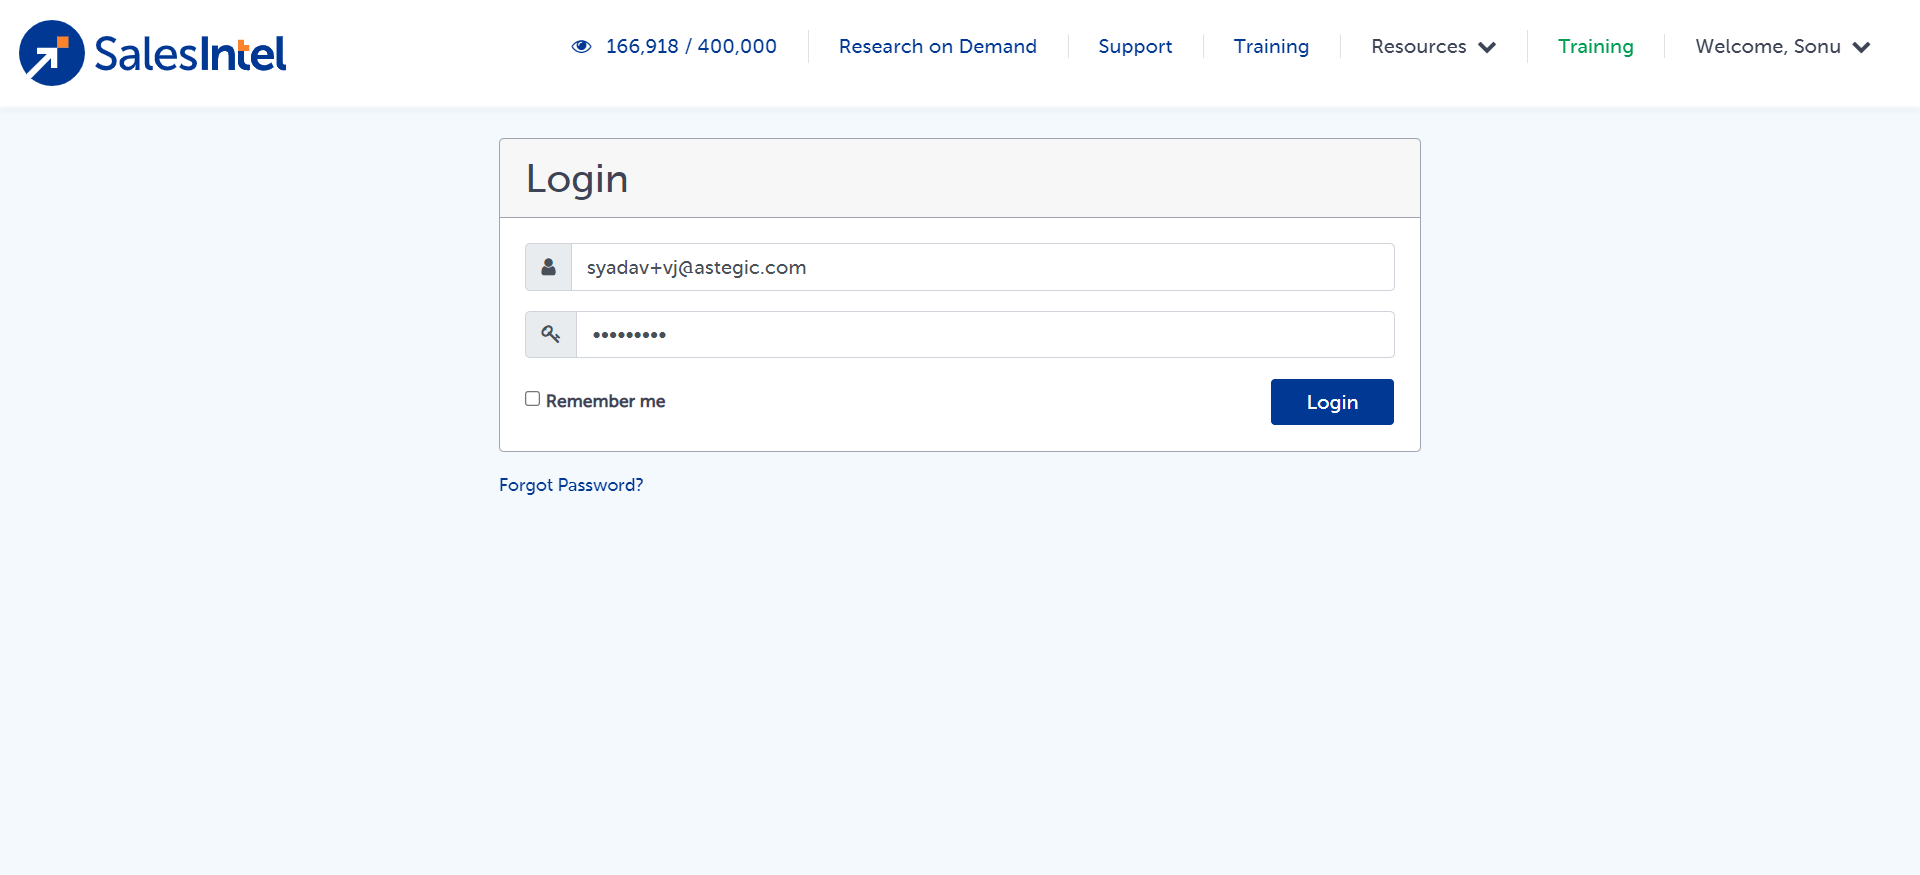 SalesIntel
166,918 / 400,000
Research on Demand
Support
Training
Resources
Training
Welcome, Sonu
Login
syadav+vj@astegic.com
•••••••••
Remember me
Login
Forgot Password?